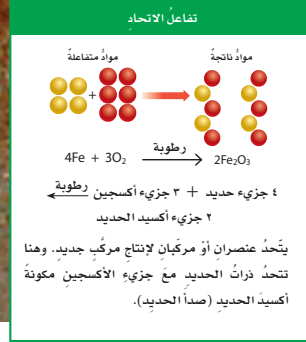 تفاعلُ الاتحادِ
موادُّ متفاعلةٌ
موادُّ ناتجةٌ
+
4Fe + 3O₂ رطوبة 2Fe₂O₃
٤ جزيء حديد + ٣ جزيء أكسجين رطوبة
٢ جزيء أكسيد الحديد
يتّحدُ عنصرانِ أوْ مركَبانِ لإنتاجِ مركَّبٍ جديدٍ. وهنا
تتحدُ ذراتُ الحديدِ معَ جزيءِ الأكسجينِ مكونةً
أكسيدَ الحديدِ (صدأَ الحديدِ).